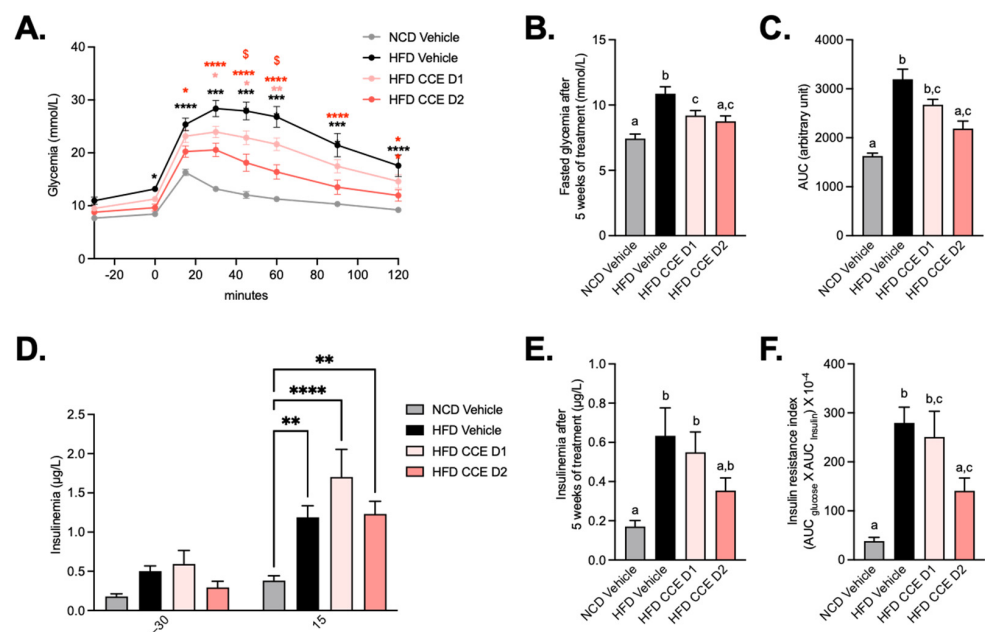 A.
NCD Vehicle
HFD Vehicle
HFD CCE D1
HFD CCE D2
Glycemia (mmol/L)
40
30
20
10
0
-20
0
20
40
60
80
100
120
minutes
$
$
****
****
****
****
*
*
*
**
*
****
***
***
***
***
****
*
*
*
B.
Fasted glycemia after
5 weeks of treatment (mmol/L)
15
10
5
0
a
b
c
a,c
NCD Vehicle
HFD Vehicle
HFD CCE D1
HFD CCE D2
C.
AUC (arbitrary unit)
4000
3000
2000
1000
0
a
b
b,c
a,c
NCD Vehicle
HFD Vehicle
HFD CCE D1
HFD CCE D2
D.
Insulinemia (µg/L)
2.5
2.0
1.5
1.0
0.5
0.0
-30
15
**
****
**
NCD Vehicle
HFD Vehicle
HFD CCE D1
HFD CCE D2
E.
Insulinemia after
5 weeks of treatment (µg/L)
1.0
0.8
0.6
0.4
0.2
0.0
a
b
b
a,b
NCD Vehicle
HFD Vehicle
HFD CCE D1
HFD CCE D2
F.
Insulin resistance index
(AUC glucose X AUC Insulin) X 10-4
400
300
200
100
0
a
b
b,c
a,c
NCD Vehicle
HFD Vehicle
HFD CCE D1
HFD CCE D2